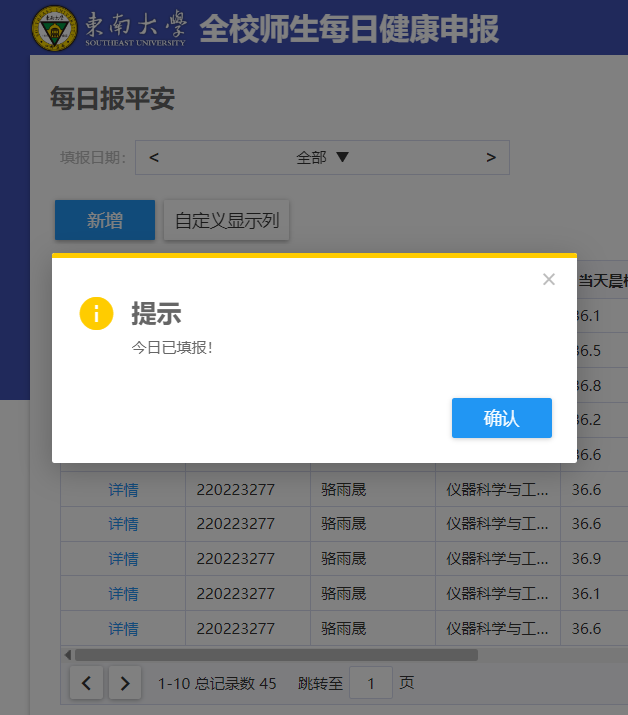 東南大學 全校师生每日健康申报
SOUTHEAST UNIVERSITY
每日报平安
填报日期： < 全部 ▼ >
新增 自定义显示列
当天晨检
36.1
提示
今日已填报！
36.5
36.8
确认
36.2
36.6
详情 220223277 骆雨晟 仪器科学与工... 36.6
详情 220223277 骆雨晟 仪器科学与工... 36.6
详情 220223277 骆雨晟 仪器科学与工... 36.9
详情 220223277 骆雨晟 仪器科学与工... 36.1
详情 220223277 骆雨晟 仪器科学与工... 36.6
1-10 总记录数 45 跳转至 1 页